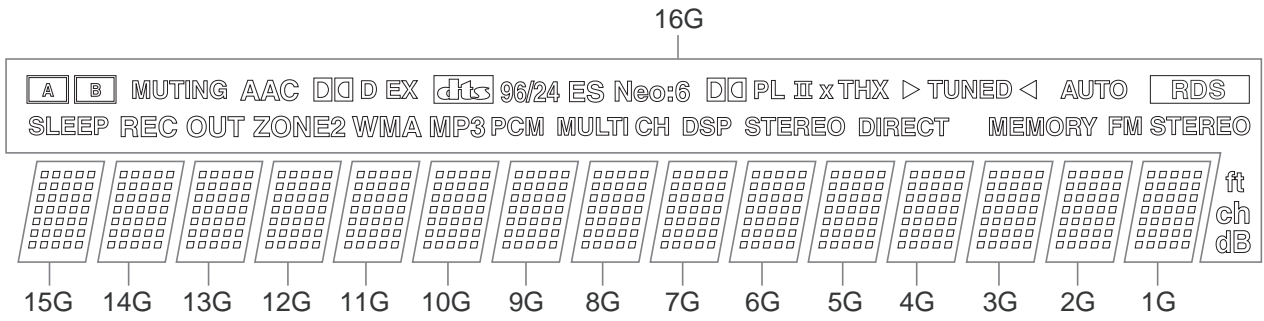 16G
A B MUTING AAC D EX dts 96/24 ES Neo:6 PL II x THX TUNED AUTO RDS
SLEEP REC OUT ZONE2 WMA MP3 PCM MULTI CH DSP STEREO DIRECT MEMORY FM STEREO
ft
ch
dB
15G 14G 13G 12G 11G 10G 9G 8G 7G 6G 5G 4G 3G 2G 1G